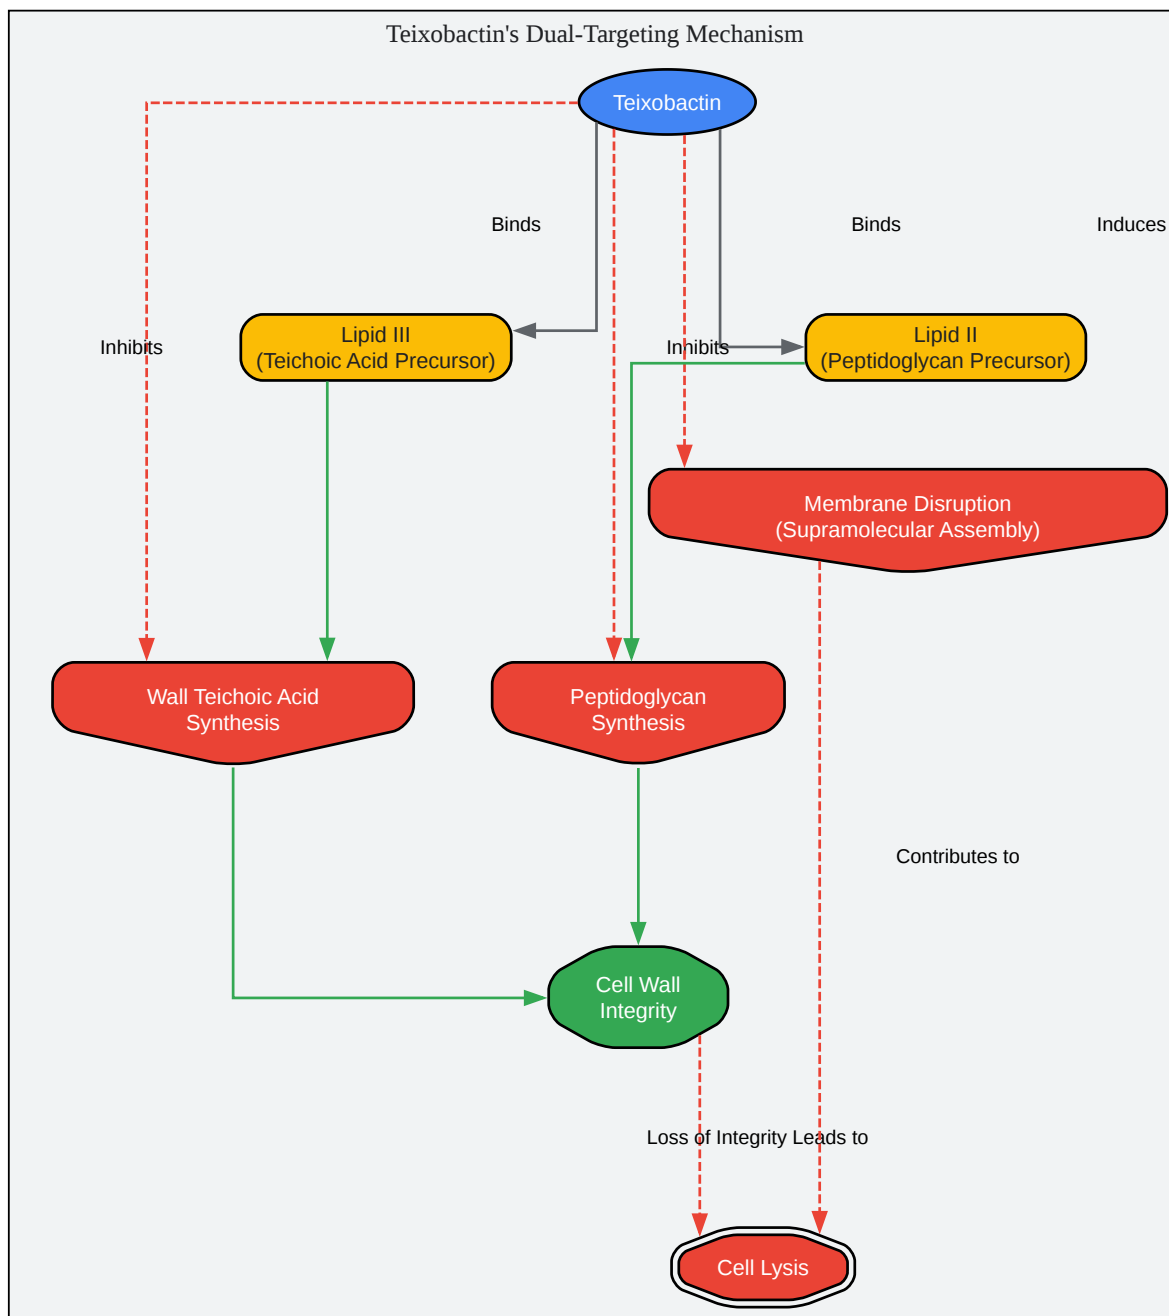 Teixobactin's Dual-Targeting Mechanism
Teixobactin
Binds
Binds
Induces
Inhibits
Lipid III
(Teichoic Acid Precursor)
Inhibits
Lipid II
(Peptidoglycan Precursor)
Membrane Disruption
(Supramolecular Assembly)
Wall Teichoic Acid
Synthesis
Peptidoglycan
Synthesis
Contributes to
Cell Wall
Integrity
Loss of Integrity Leads to
Cell Lysis